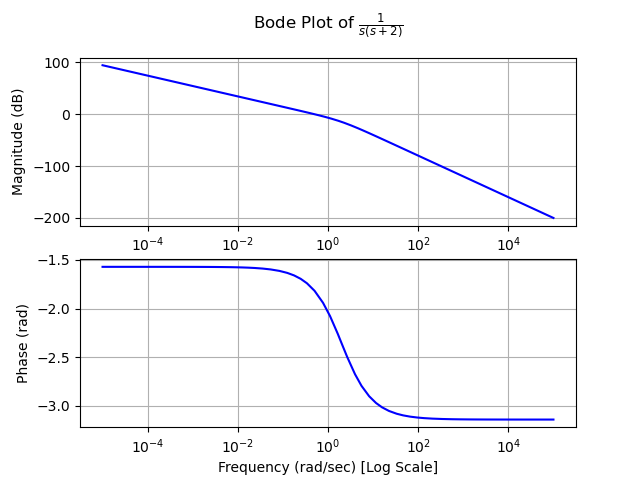 Bode Plot of \frac{1}{s(s+2)}
Magnitude (dB)
100
0
−100
−200
10^{-4} 10^{-2} 10^{0} 10^{2} 10^{4}
Phase (rad)
−1.5
−2.0
−2.5
−3.0
10^{-4} 10^{-2} 10^{0} 10^{2} 10^{4}
Frequency (rad/sec) [Log Scale]